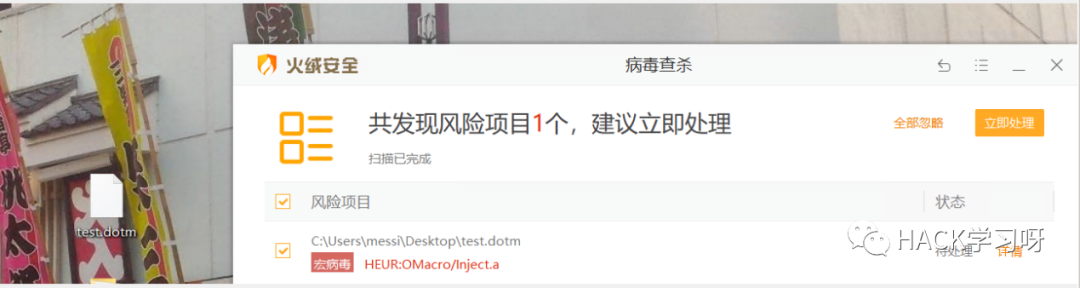 火绒安全
病毒查杀
共发现风险项目1个，建议立即处理
全部忽略
立即处理
扫描已完成
风险项目
状态
test.dotm
C:\Users\messi\Desktop\test.dotm
宏病毒 HEUR:OMacro/Inject.a
待处理
详情
HACK学习呀
桃太